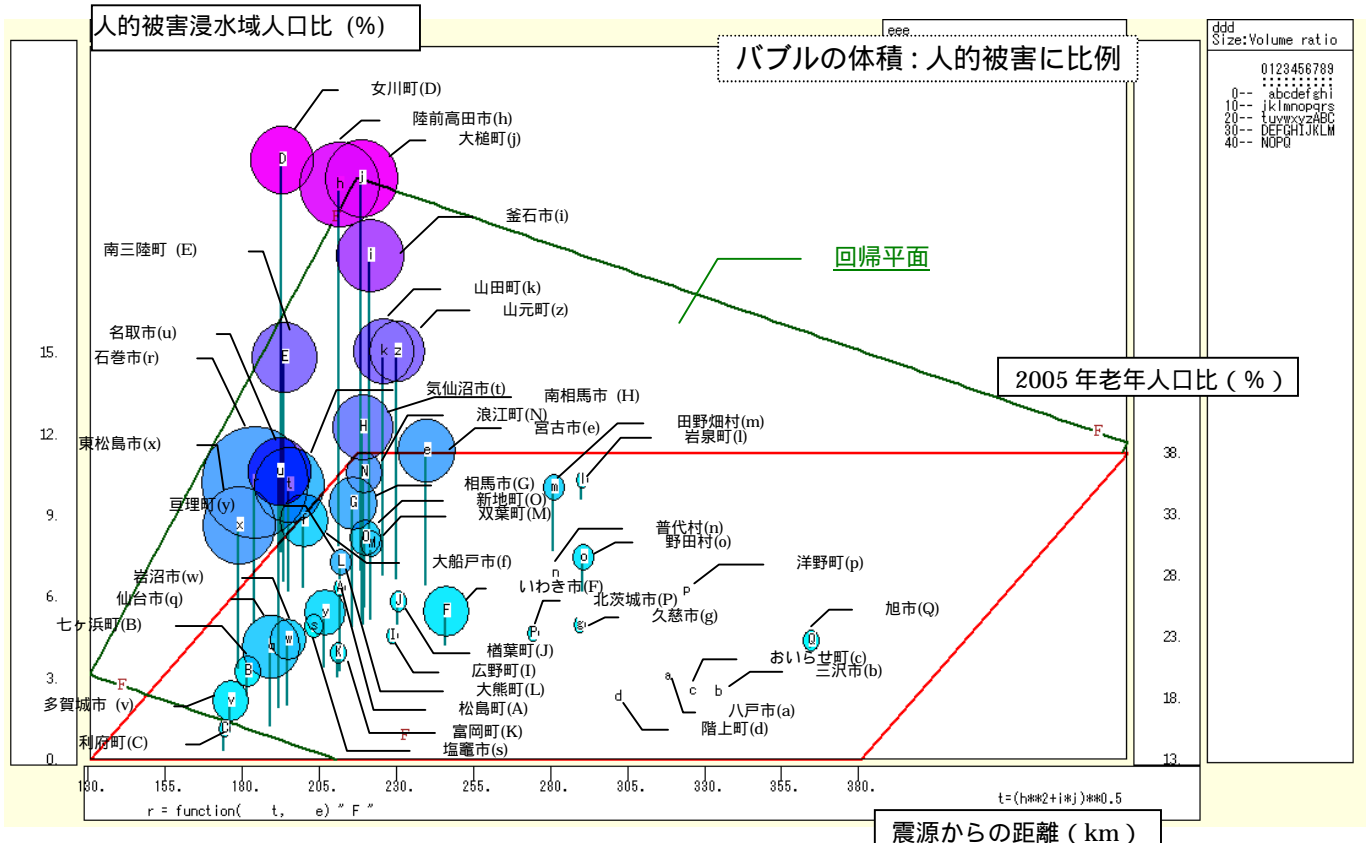 人的被害浸水域人口比 (%)
eee
バブルの体積 : 人的被害に比例
ddd
Size:Volume ratio
0123456789
::::::::::
0-- abcdefghi
10-- jklmnopqrs
20-- tuvwxyzABC
30-- DEFGHIJKLM
40-- NOPQ
女川町(D)
陸前高田市(h)
大槌町(j)
釜石市(i)
南三陸町 (E)
回帰平面
山田町(k)
山元町(z)
名取市(u)
石巻市(r)
2005 年老年人口比 ( % )
気仙沼市(t)
南相馬市 (H)
浪江町(N)
宮古市(e)
田野畑村(m)
岩泉町(l)
東松島市(x)
相馬市(G)
新地町(O)
双葉町(M)
亘理町(y)
普代村(n)
野田村(o)
大船戸市(f)
洋野町(p)
岩沼市(w)
いわき市(F)
仙台市(q)
北茨城市(P)
久慈市(g)
旭市(Q)
七ヶ浜町(B)
楢葉町(J)
おいらせ町(c)
広野町(I)
三沢市(b)
大熊町(L)
多賀城市 (v)
松島町(A)
八戸市(a)
富岡町(K)
階上町(d)
利府町(C)
塩竈市(s)
D
h
j
F
i
E
k
z
H
e
F
u
N
t
G
m
l
x
r
O
M
o
L
n
A
p
y
J
F
s
I
P
g
Q
q
w
K
B
a
c
b
d
v
F
C
F
15.
12.
9.
6.
3.
0.
38.
33.
28.
23.
18.
13.
130. 155. 180. 205. 230. 255. 280. 305. 330. 355. 380.
r = function( t, e) " F "
t=(h**2+i*j)**0.5
震源からの距離 ( km )